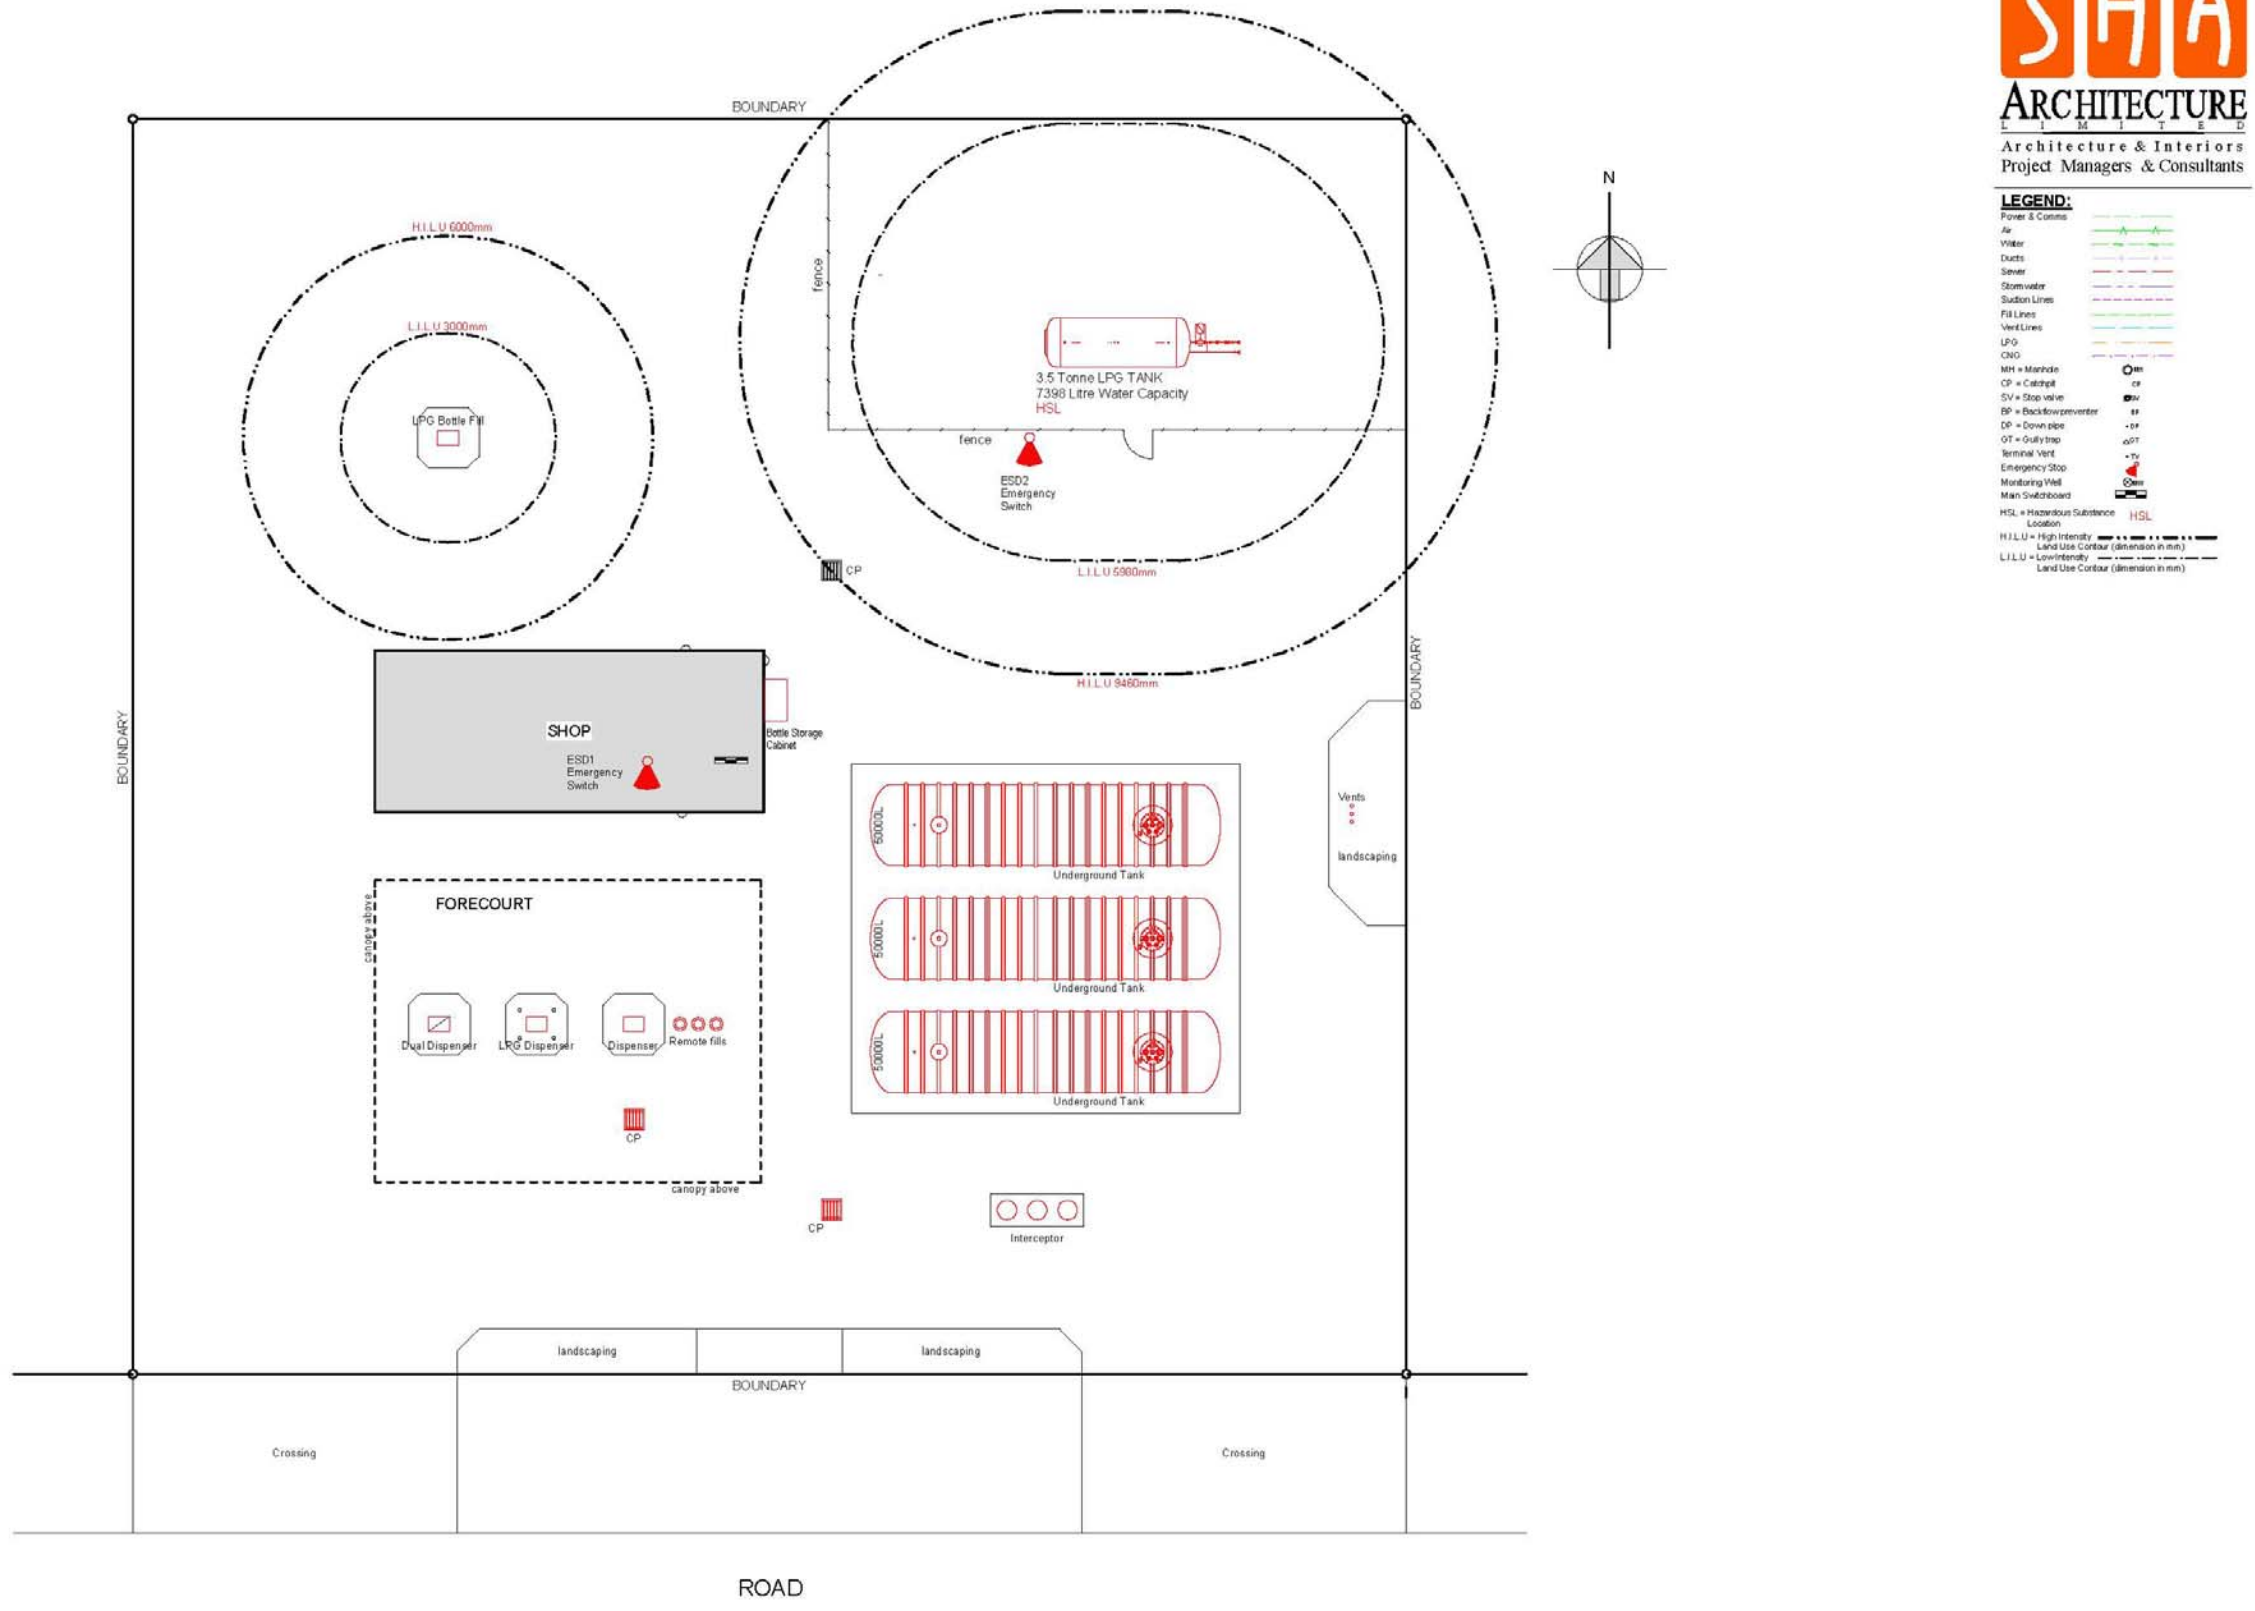 SHA
ARCHITECTURE
LIMITED
Architecture & Interiors
Project Managers & Consultants
LEGEND:
Power & Comms
Air
Water
Ducts
Sewer
Stormwater
Suction Lines
Fill Lines
Vent Lines
LPG
CNG
MH = Manhole MH
CP = Catchpit CP
SV = Stop valve SV
BP = Backflow preventer BP
DP = Down pipe DP
GT = Gully trap GT
Terminal Vent TV
Emergency Stop
Monitoring Well
Main Switchboard
HSL = Hazardous Substance
Location
HSL
H.I.L.U = High Intensity
Land Use Contour (dimension in mm)
L.I.L.U = Low Intensity
Land Use Contour (dimension in mm)
N
BOUNDARY
H.I.L.U 6000mm
L.I.L.U 3000mm
LPG Bottle Fill
fence
3.5 Tonne LPG TANK
7398 Litre Water Capacity
HSL
fence
ESD2
Emergency
Switch
CP
L.I.L.U 5980mm
H.I.L.U 9460mm
BOUNDARY
BOUNDARY
SHOP
ESD1
Emergency
Switch
Bottle Storage
Cabinet
Vents
landscaping
50000L
Underground Tank
50000L
Underground Tank
50000L
Underground Tank
canopy above
FORECOURT
Dual Dispenser
LPG Dispenser
Dispenser
Remote fills
CP
canopy above
CP
Interceptor
landscaping
landscaping
BOUNDARY
Crossing
Crossing
ROAD